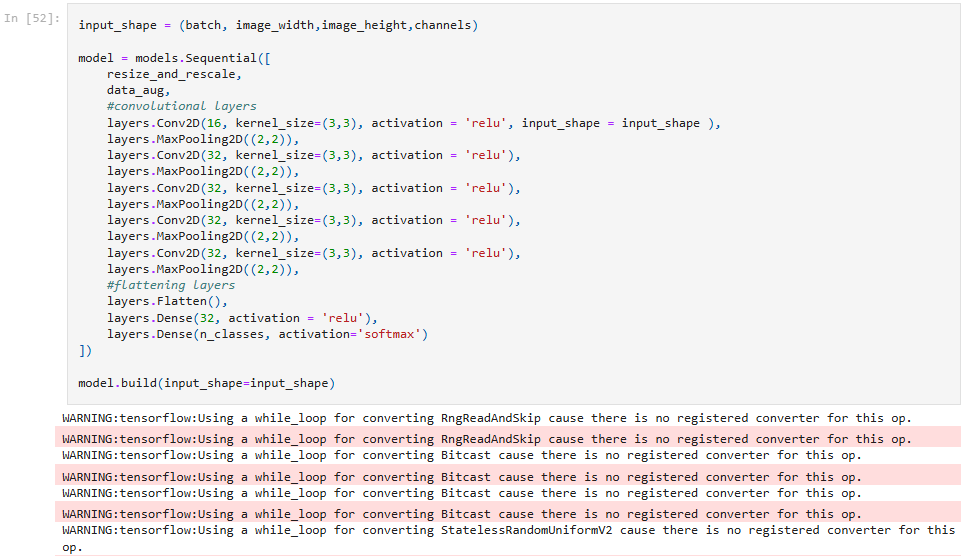 In [52]:
input_shape = (batch, image_width,image_height,channels)
model = models.Sequential([
    resize_and_rescale,
    data_aug,
    #convolutional layers
    layers.Conv2D(16, kernel_size=(3,3), activation = 'relu', input_shape = input_shape ),
    layers.MaxPooling2D((2,2)),
    layers.Conv2D(32, kernel_size=(3,3), activation = 'relu'),
    layers.MaxPooling2D((2,2)),
    layers.Conv2D(32, kernel_size=(3,3), activation = 'relu'),
    layers.MaxPooling2D((2,2)),
    layers.Conv2D(32, kernel_size=(3,3), activation = 'relu'),
    layers.MaxPooling2D((2,2)),
    layers.Conv2D(32, kernel_size=(3,3), activation = 'relu'),
    layers.MaxPooling2D((2,2)),
    #flattening layers
    layers.Flatten(),
    layers.Dense(32, activation = 'relu'),
    layers.Dense(n_classes, activation='softmax')
])
model.build(input_shape=input_shape)
WARNING:tensorflow:Using a while_loop for converting RngReadAndSkip cause there is no registered converter for this op.
WARNING:tensorflow:Using a while_loop for converting RngReadAndSkip cause there is no registered converter for this op.
WARNING:tensorflow:Using a while_loop for converting Bitcast cause there is no registered converter for this op.
WARNING:tensorflow:Using a while_loop for converting Bitcast cause there is no registered converter for this op.
WARNING:tensorflow:Using a while_loop for converting Bitcast cause there is no registered converter for this op.
WARNING:tensorflow:Using a while_loop for converting Bitcast cause there is no registered converter for this op.
WARNING:tensorflow:Using a while_loop for converting StatelessRandomUniformV2 cause there is no registered converter for this
op.